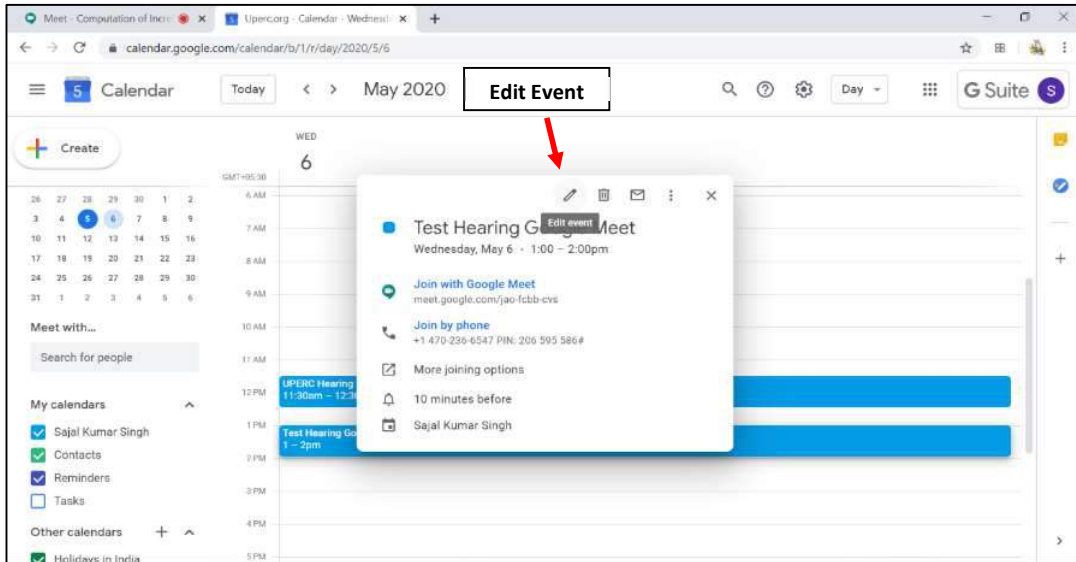 Meet - Computation of Incre
Uperc.org - Calendar - Wednesd
calendar.google.com/calendar/b/1/r/day/2020/5/6
5 Calendar
Today
May 2020
Edit Event
Day
G Suite
S
Create
WED
6
GMT+05:30
26 27 28 29 30 1 2
3 4 5 6 7 8 9
10 11 12 13 14 15 16
17 18 19 20 21 22 23
24 25 26 27 28 29 30
31 1 2 3 4 5 6
Meet with...
Search for people
My calendars
Sajal Kumar Singh
Contacts
Reminders
Tasks
Other calendars
Holidays in India
6 AM
7 AM
8 AM
9 AM
10 AM
11 AM
12 PM
1 PM
2 PM
3 PM
4 PM
5 PM
UPERC Hearing
11:30am – 12:3
Test Hearing Go
1 – 2pm
Edit event
Test Hearing G Meet
Wednesday, May 6 · 1:00 – 2:00pm
Join with Google Meet
meet.google.com/jao-fcbb-cvs
Join by phone
+1 470-236-6547 PIN: 206 595 586#
More joining options
10 minutes before
Sajal Kumar Singh